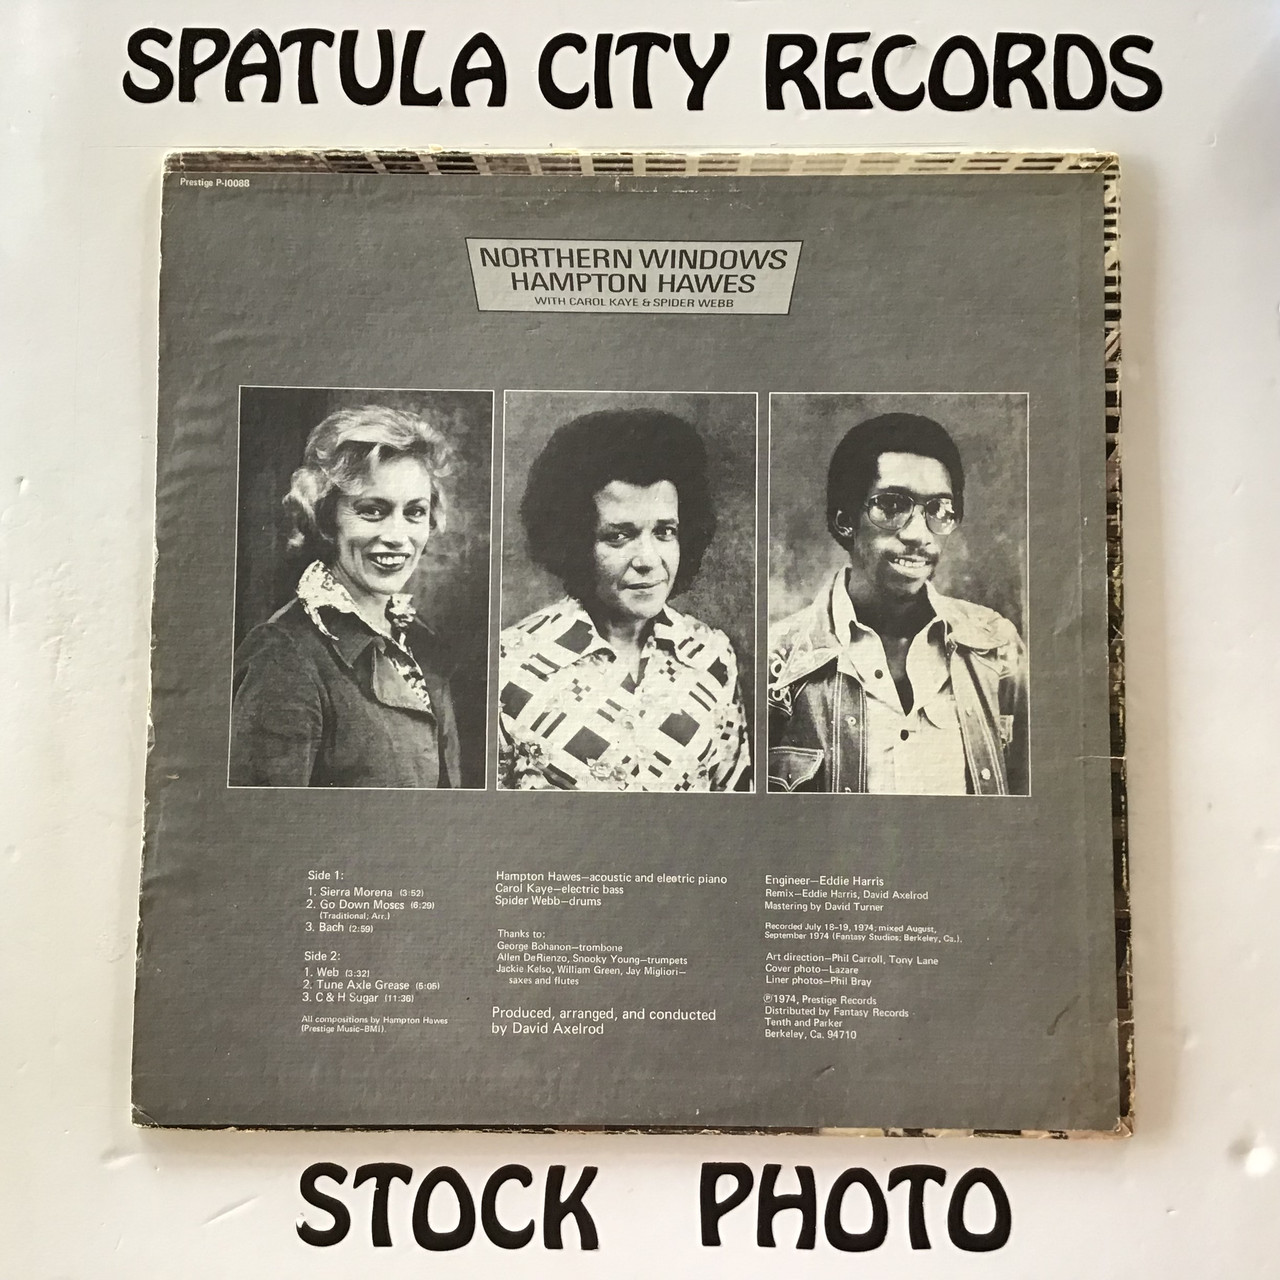 SPATULA CITY RECORDS
Prestige P-10088
NORTHERN WINDOWS
HAMPTON HAWES
WITH CAROL KAYE & SPIDER WEBB
Side 1:
1. Sierra Morena (3:52)
2. Go Down Moses (6:29)
(Traditional; Arr.)
3. Bach (2:59)
Side 2:
1. Web (3:32)
2. Tune Axle Grease (5:05)
3. C & H Sugar (11:36)
All compositions by Hampton Hawes
(Prestige Music–BMI).
Hampton Hawes—acoustic and electric piano
Carol Kaye—electric bass
Spider Webb—drums
Thanks to:
George Bohanon—trombone
Allen DeRienzo, Snooky Young—trumpets
Jackie Kelso, William Green, Jay Migliori—
saxes and flutes
Produced, arranged, and conducted
by David Axelrod
Engineer—Eddie Harris
Remix—Eddie Harris, David Axelrod
Mastering by David Turner
Recorded July 18-19, 1974; mixed August,
September 1974 (Fantasy Studios; Berkeley, Ca.).
Art direction—Phil Carroll, Tony Lane
Cover photo—Lazare
Liner photos—Phil Bray
℗1974, Prestige Records
Distributed by Fantasy Records
Tenth and Parker
Berkeley, Ca. 94710
STOCK PHOTO